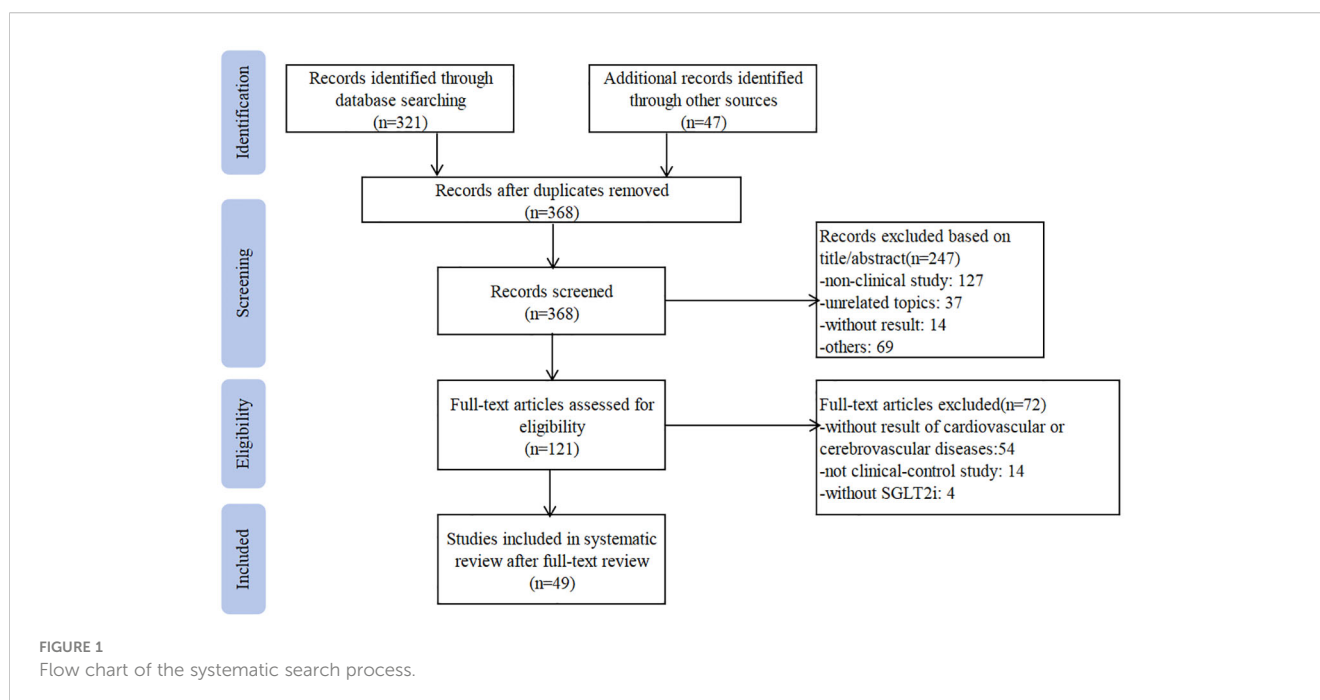 Identification
Records identified through
database searching
(n=321)
Additional records identified
through other sources
(n=47)
Records after duplicates removed
(n=368)
Screening
Records screened
(n=368)
Records excluded based on
title/abstract(n=247)
-non-clinical study: 127
-unrelated topics: 37
-without result: 14
-others: 69
Eligibility
Full-text articles assessed for
eligibility
(n=121)
Full-text articles excluded(n=72)
-without result of cardiovascular or
cerebrovascular diseases:54
-not clinical-control study: 14
-without SGLT2i: 4
Included
Studies included in systematic
review after full-text review
(n=49)
FIGURE 1
Flow chart of the systematic search process.